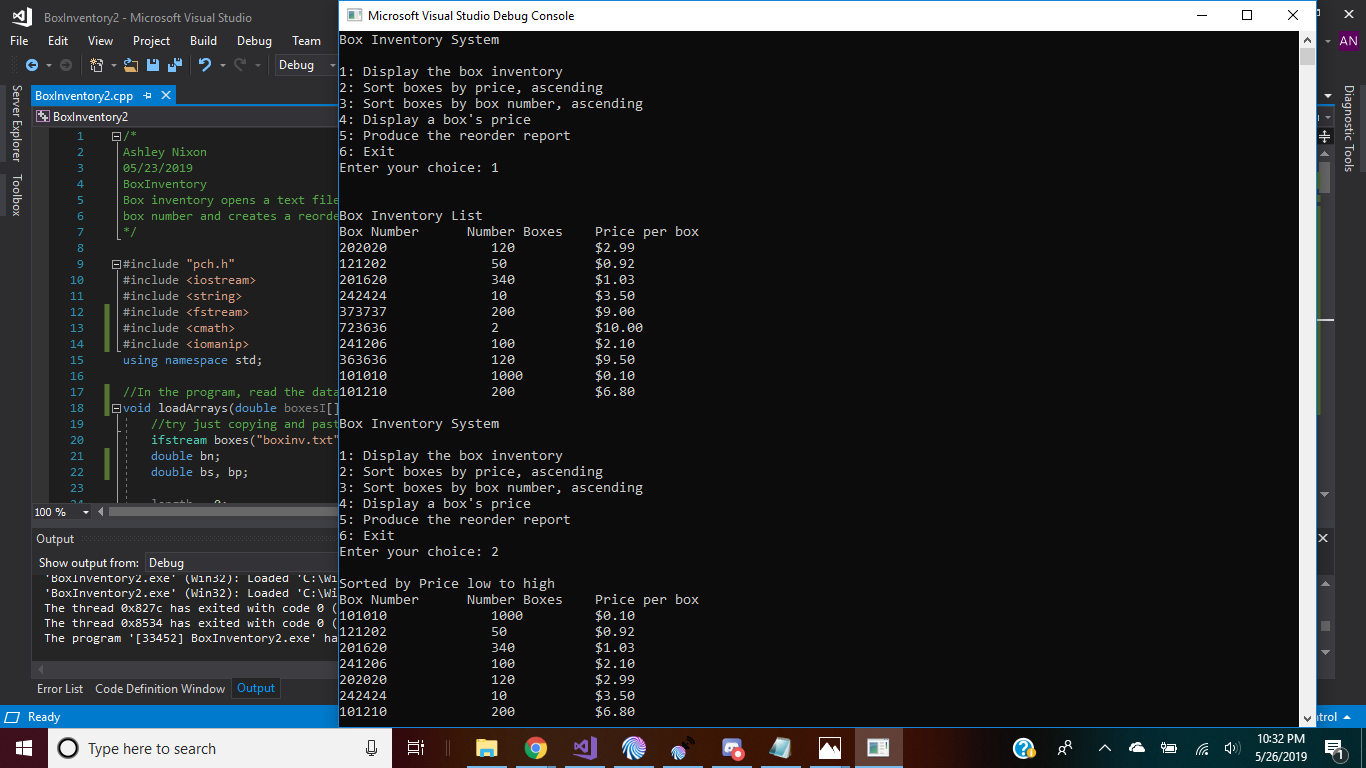 BoxInventory2 - Microsoft Visual Studio
File Edit View Project Build Debug Team
Debug
Server Explorer
Toolbox
BoxInventory2.cpp
BoxInventory2
1 /*
2 Ashley Nixon
3 05/23/2019
4 BoxInventory
5 Box inventory opens a text file
6 box number and creates a reorde
7 */
8
9 #include "pch.h"
10 #include <iostream>
11 #include <string>
12 #include <fstream>
13 #include <cmath>
14 #include <iomanip>
15 using namespace std;
16
17 //In the program, read the data
18 void loadArrays(double boxesI[]
19 //try just copying and past
20 ifstream boxes("boxinv.txt"
21 double bn;
22 double bs, bp;
23
100 %
Output
Show output from: Debug
'BoxInventory2.exe' (Win32): Loaded 'C:\Wi
'BoxInventory2.exe' (Win32): Loaded 'C:\Win
The thread 0x827c has exited with code 0 (
The thread 0x8534 has exited with code 0 (
The program '[33452] BoxInventory2.exe' ha
Error List Code Definition Window Output
Ready
Microsoft Visual Studio Debug Console
Box Inventory System
1: Display the box inventory
2: Sort boxes by price, ascending
3: Sort boxes by box number, ascending
4: Display a box's price
5: Produce the reorder report
6: Exit
Enter your choice: 1
Box Inventory List
Box Number Number Boxes Price per box
202020 120 $2.99
121202 50 $0.92
201620 340 $1.03
242424 10 $3.50
373737 200 $9.00
723636 2 $10.00
241206 100 $2.10
363636 120 $9.50
101010 1000 $0.10
101210 200 $6.80
Box Inventory System
1: Display the box inventory
2: Sort boxes by price, ascending
3: Sort boxes by box number, ascending
4: Display a box's price
5: Produce the reorder report
6: Exit
Enter your choice: 2
Sorted by Price low to high
Box Number Number Boxes Price per box
101010 1000 $0.10
121202 50 $0.92
201620 340 $1.03
241206 100 $2.10
202020 120 $2.99
242424 10 $3.50
101210 200 $6.80
AN
Diagnostic Tools
ntrol
Type here to search
10:32 PM
5/26/2019
1